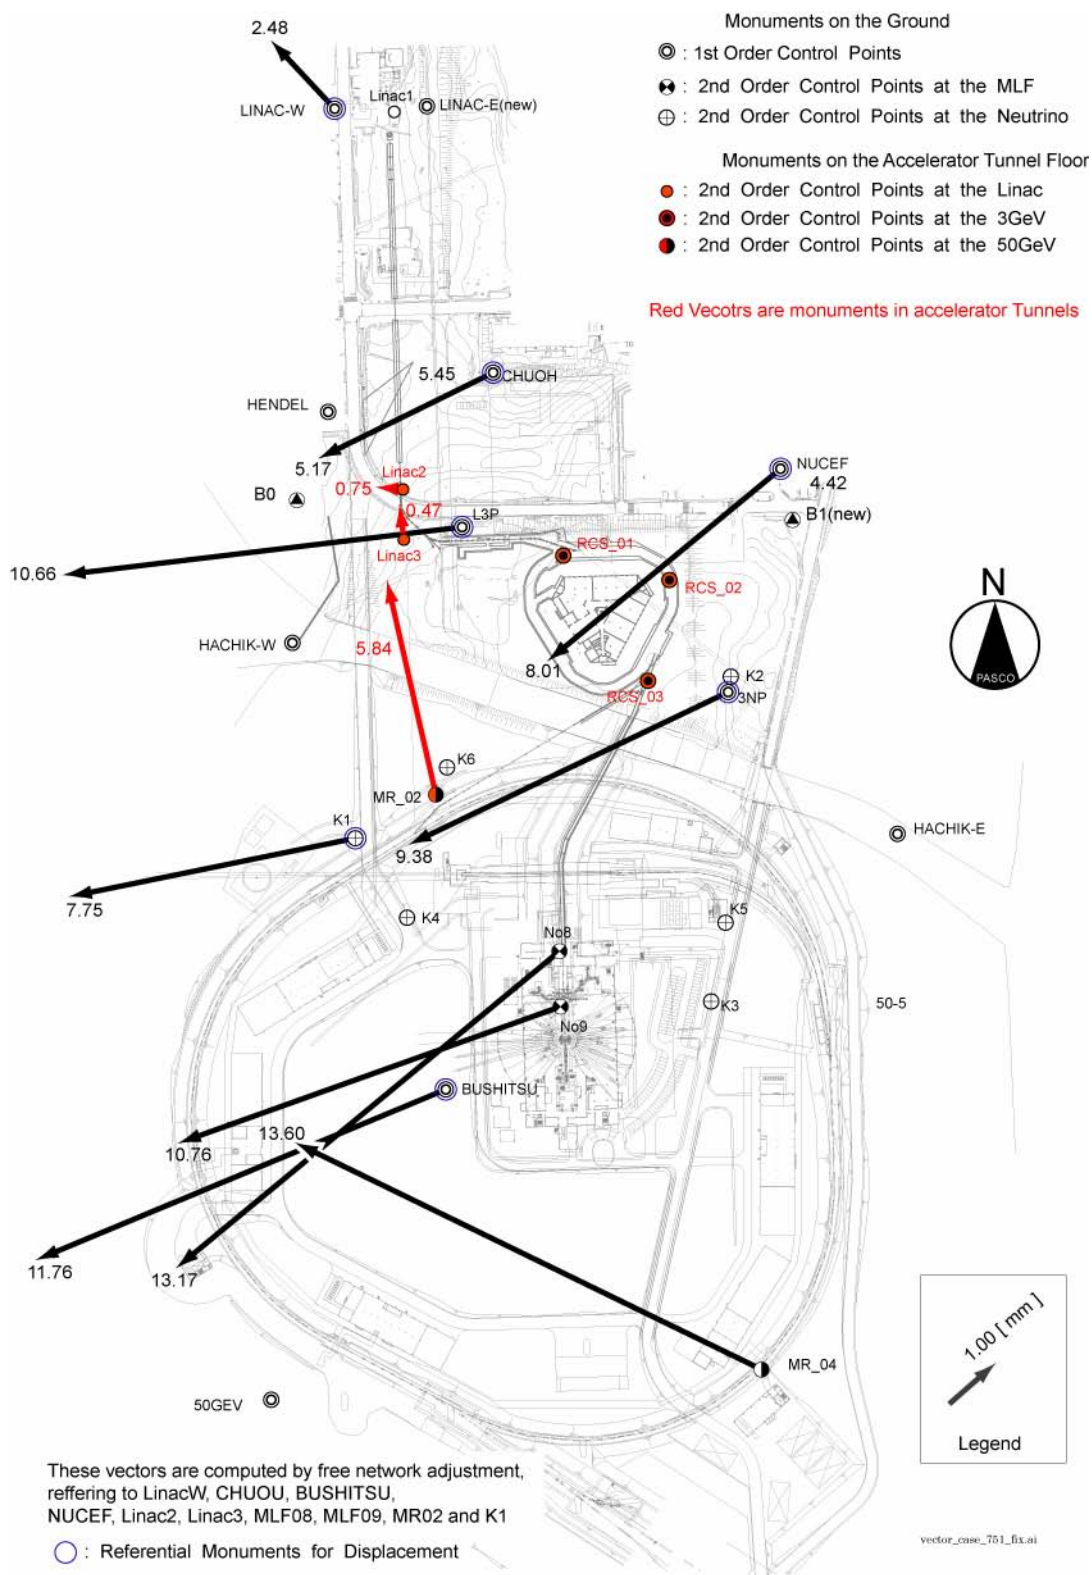 Monuments on the Ground
: 1st Order Control Points
: 2nd Order Control Points at the MLF
: 2nd Order Control Points at the Neutrino
Monuments on the Accelerator Tunnel Floor
: 2nd Order Control Points at the Linac
: 2nd Order Control Points at the 3GeV
: 2nd Order Control Points at the 50GeV
Red Vecotrs are monuments in accelerator Tunnels
2.48
LINAC-W
Linac1
LINAC-E(new)
5.45
CHUOH
HENDEL
5.17
Linac2
NUCEF
4.42
0.75
B0
0.47
L3P
B1(new)
Linac3
RCS_01
10.66
RCS_02
N
HACHIK-W
5.84
8.01
K2
PASCO
RCS_03
3NP
K6
MR_02
K1
HACHIK-E
9.38
7.75
K4
K5
No8
50-5
K3
No9
BUSHITSU
13.60
10.76
11.76
13.17
1.00 [ mm ]
MR_04
50GEV
Legend
These vectors are computed by free network adjustment,
reffering to LinacW, CHUOU, BUSHITSU,
NUCEF, Linac2, Linac3, MLF08, MLF09, MR02 and K1
: Referential Monuments for Displacement
vector_case_751_fix.ai